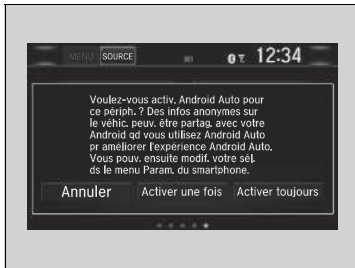 MENU SOURCE 12:34
Voulez-vous activ. Android Auto pour
ce périph. ? Des infos anonymes sur
le véhic. peuv. être partag. avec votre
Android qd vous utilisez Android Auto
pr améliorer l'expérience Android Auto.
Vous pouv. ensuite modif. votre sél.
ds le menu Param. du smartphone.
Annuler Activer une fois Activer toujours